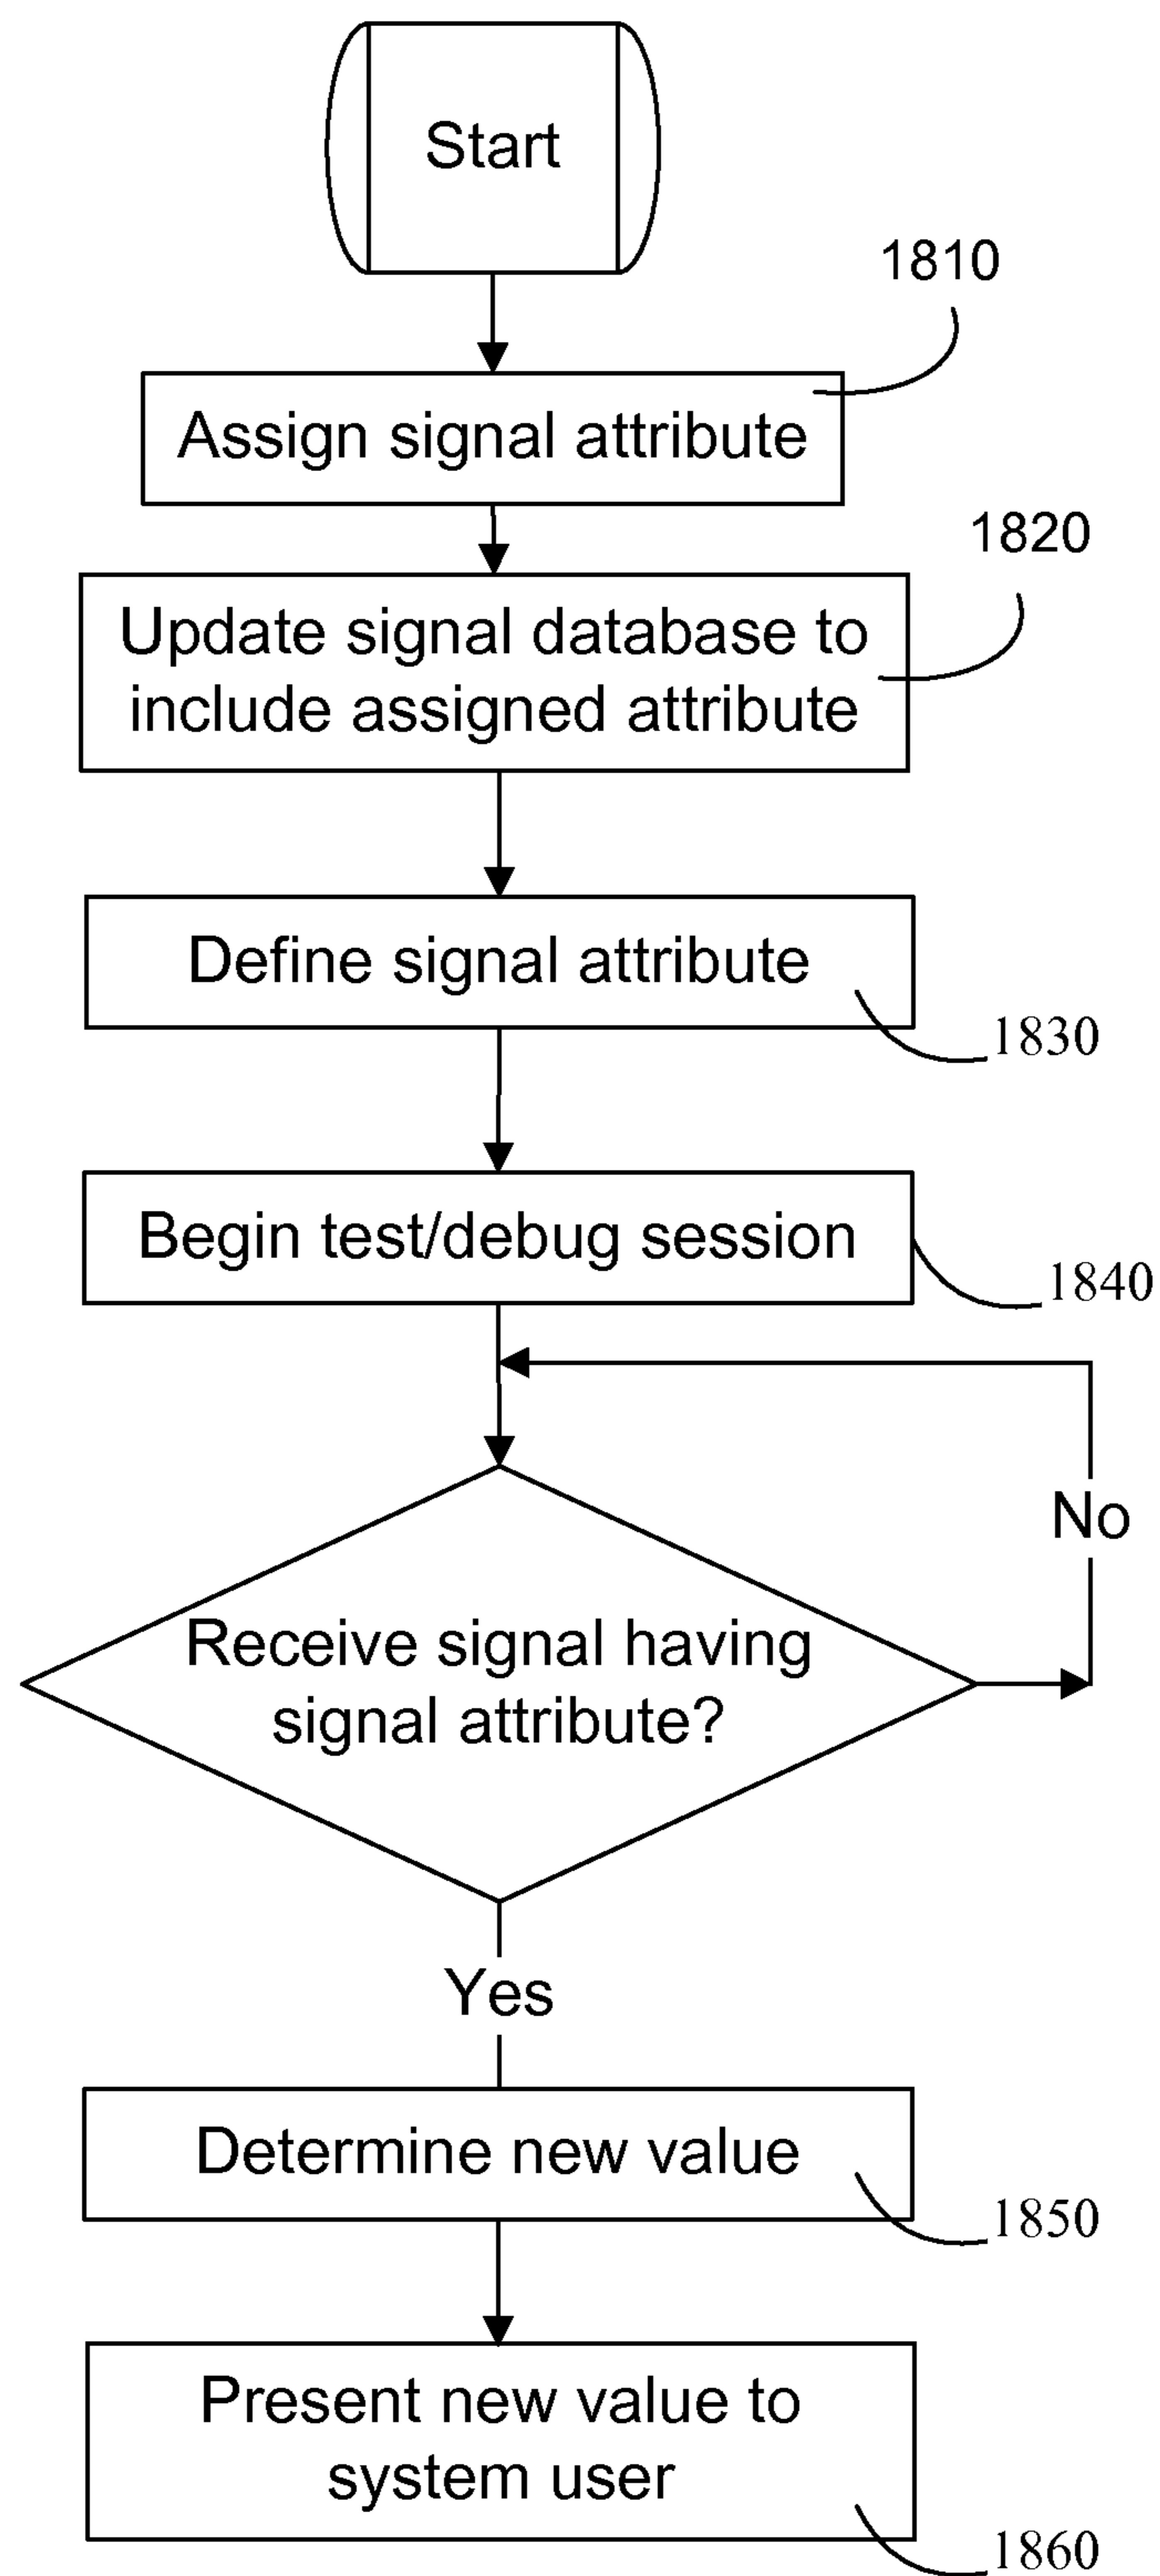 Start
1810
Assign signal attribute
1820
Update signal database to
include assigned attribute
Define signal attribute
1830
Begin test/debug session
1840
No
Receive signal having
signal attribute?
Yes
Determine new value
1850
Present new value to
system user
1860